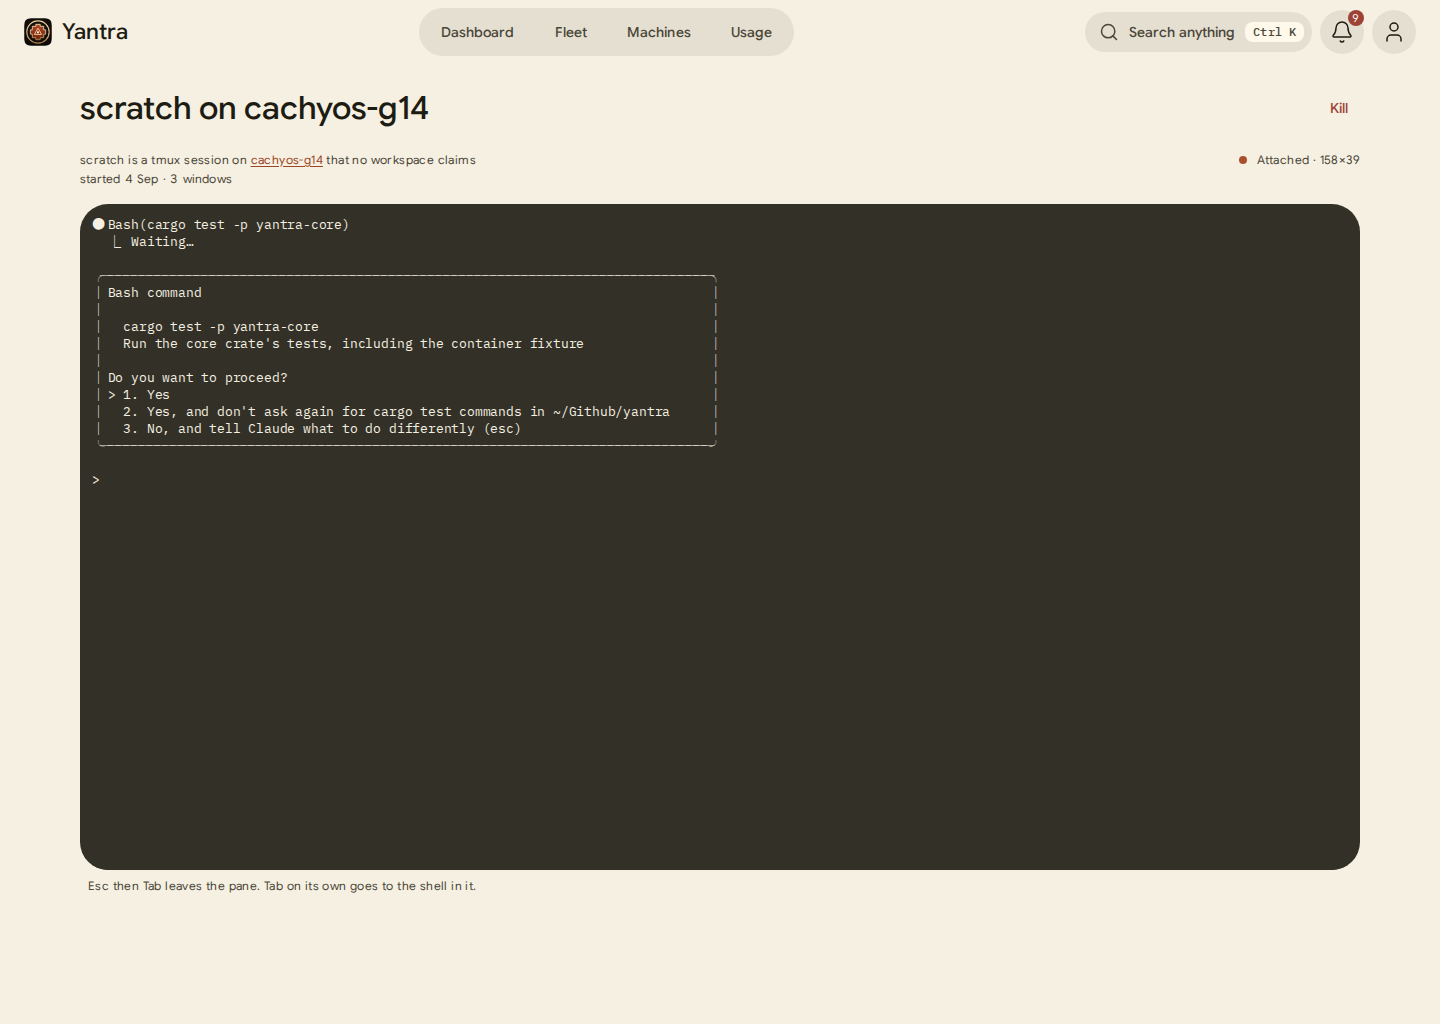 Yantra
Dashboard
Fleet
Machines
Usage
Search anything
Ctrl K
9
scratch on cachyos-g14
Kill
scratch is a tmux session on cachyos-g14 that no workspace claims
Attached · 158×39
started 4 Sep · 3 windows
Bash(cargo test -p yantra-core)
Waiting…
Bash command
cargo test -p yantra-core
Run the core crate's tests, including the container fixture
Do you want to proceed?
> 1. Yes
2. Yes, and don't ask again for cargo test commands in ~/Github/yantra
3. No, and tell Claude what to do differently (esc)
>
Esc then Tab leaves the pane. Tab on its own goes to the shell in it.